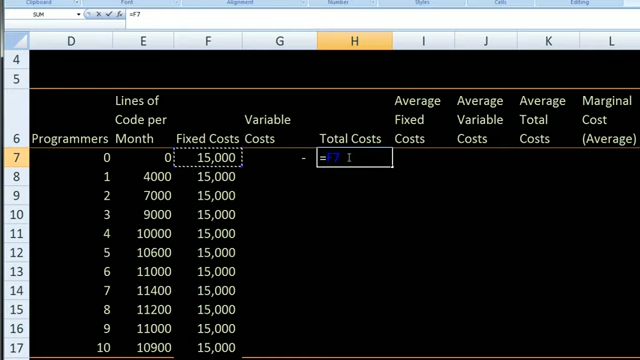 Clipboard Font Alignment Number Styles Cells Editing
SUM =F7
D E F G H I J K L
4
5
Lines of Average Average Average Marginal
Code per Variable Fixed Variable Total Cost
6 Programmers Month Fixed Costs Costs Total Costs Costs Costs Costs (Average)
7 0 0 15,000 - =F7
8 1 4000 15,000
9 2 7000 15,000
10 3 9000 15,000
11 4 10000 15,000
12 5 10600 15,000
13 6 11000 15,000
14 7 11400 15,000
15 8 11200 15,000
16 9 11000 15,000
17 10 10900 15,000